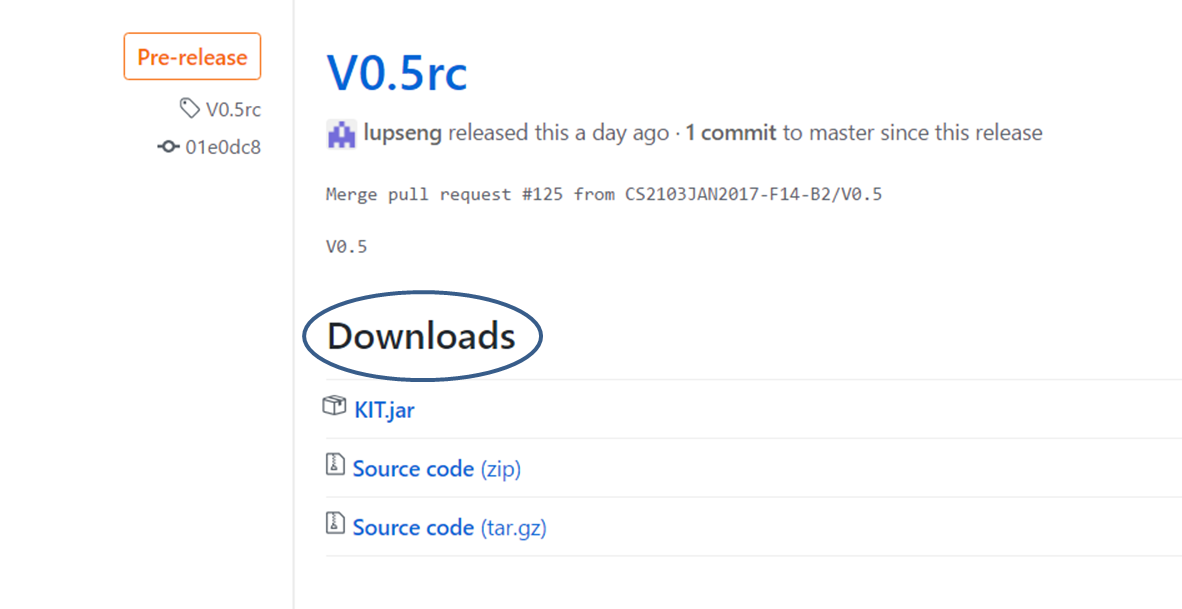 Pre-release
V0.5rc
01e0dc8
V0.5rc
lupseng released this a day ago · 1 commit to master since this release
Merge pull request #125 from CS2103JAN2017-F14-B2/V0.5
V0.5
Downloads
KIT.jar
Source code (zip)
Source code (tar.gz)